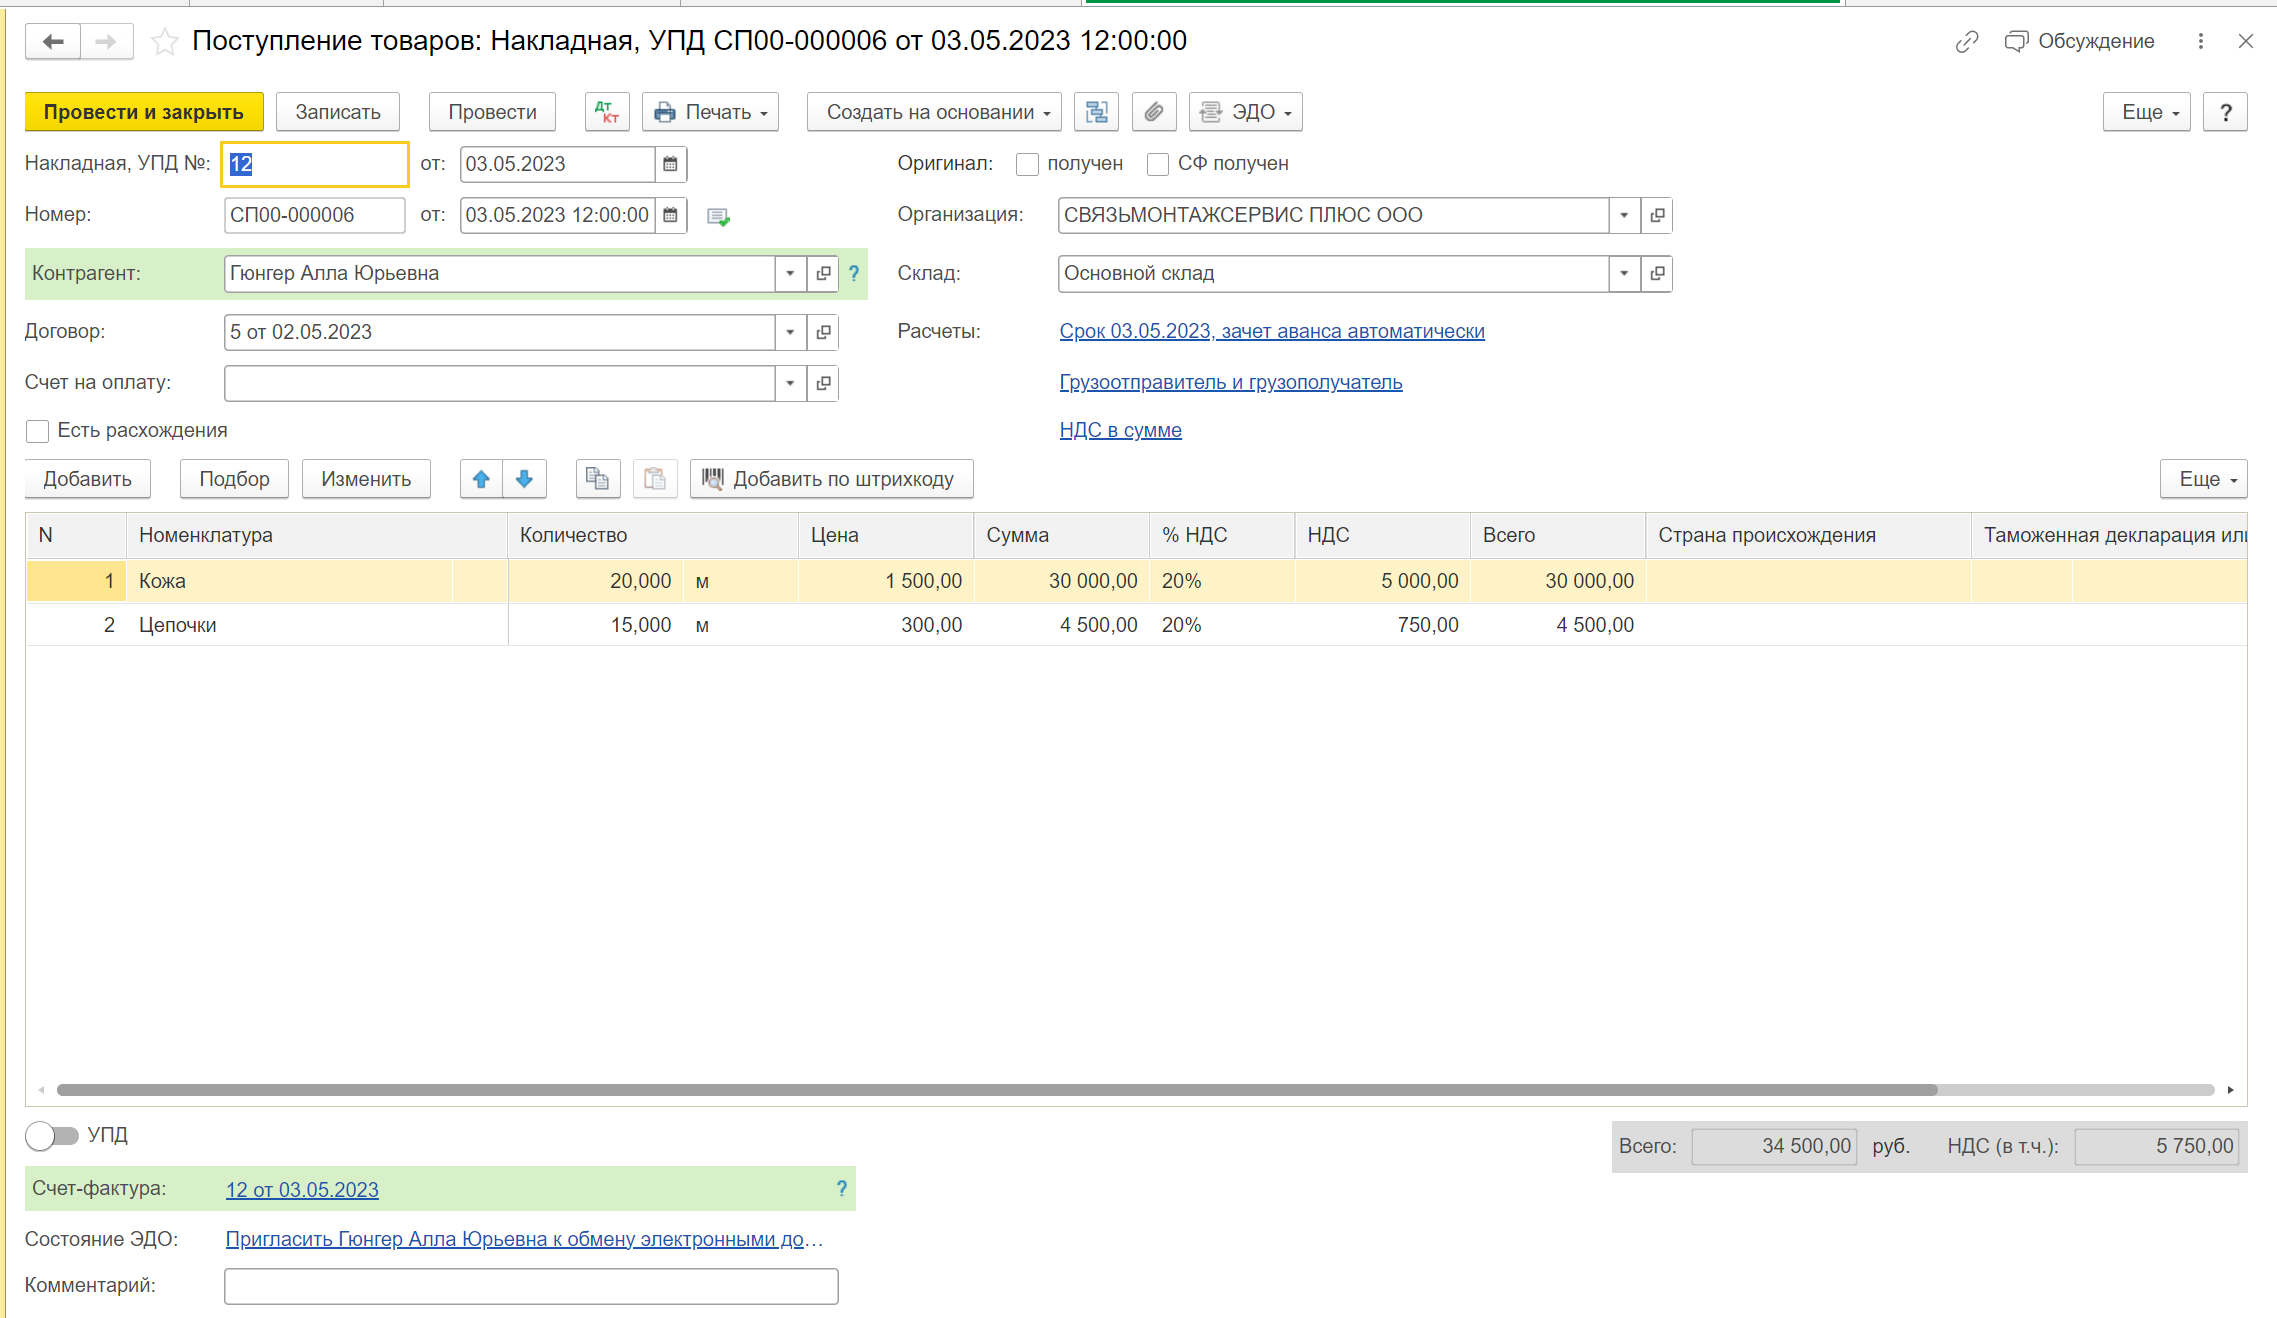 Поступление товаров: Накладная, УПД СП00-000006 от 03.05.2023 12:00:00
Обсуждение
Провести и закрыть
Записать
Провести
Дт Кт
Печать
Создать на основании
ЭДО
Еще
?
Накладная, УПД №: 12 от: 03.05.2023
Оригинал: получен СФ получен
Номер: СП00-000006 от: 03.05.2023 12:00:00
Организация: СВЯЗЬМОНТАЖСЕРВИС ПЛЮС ООО
Контрагент: Гюнгер Алла Юрьевна ?
Склад: Основной склад
Договор: 5 от 02.05.2023
Расчеты: Срок 03.05.2023, зачет аванса автоматически
Счет на оплату:
Грузоотправитель и грузополучатель
Есть расхождения
НДС в сумме
Добавить
Подбор
Изменить
Добавить по штрихкоду
Еще
N Номенклатура Количество Цена Сумма % НДС НДС Всего Страна происхождения Таможенная декларация или
1 Кожа 20,000 м 1 500,00 30 000,00 20% 5 000,00 30 000,00
2 Цепочки 15,000 м 300,00 4 500,00 20% 750,00 4 500,00
УПД
Всего: 34 500,00 руб. НДС (в т.ч.): 5 750,00
Счет-фактура: 12 от 03.05.2023 ?
Состояние ЭДО: Пригласить Гюнгер Алла Юрьевна к обмену электронными до...
Комментарий: